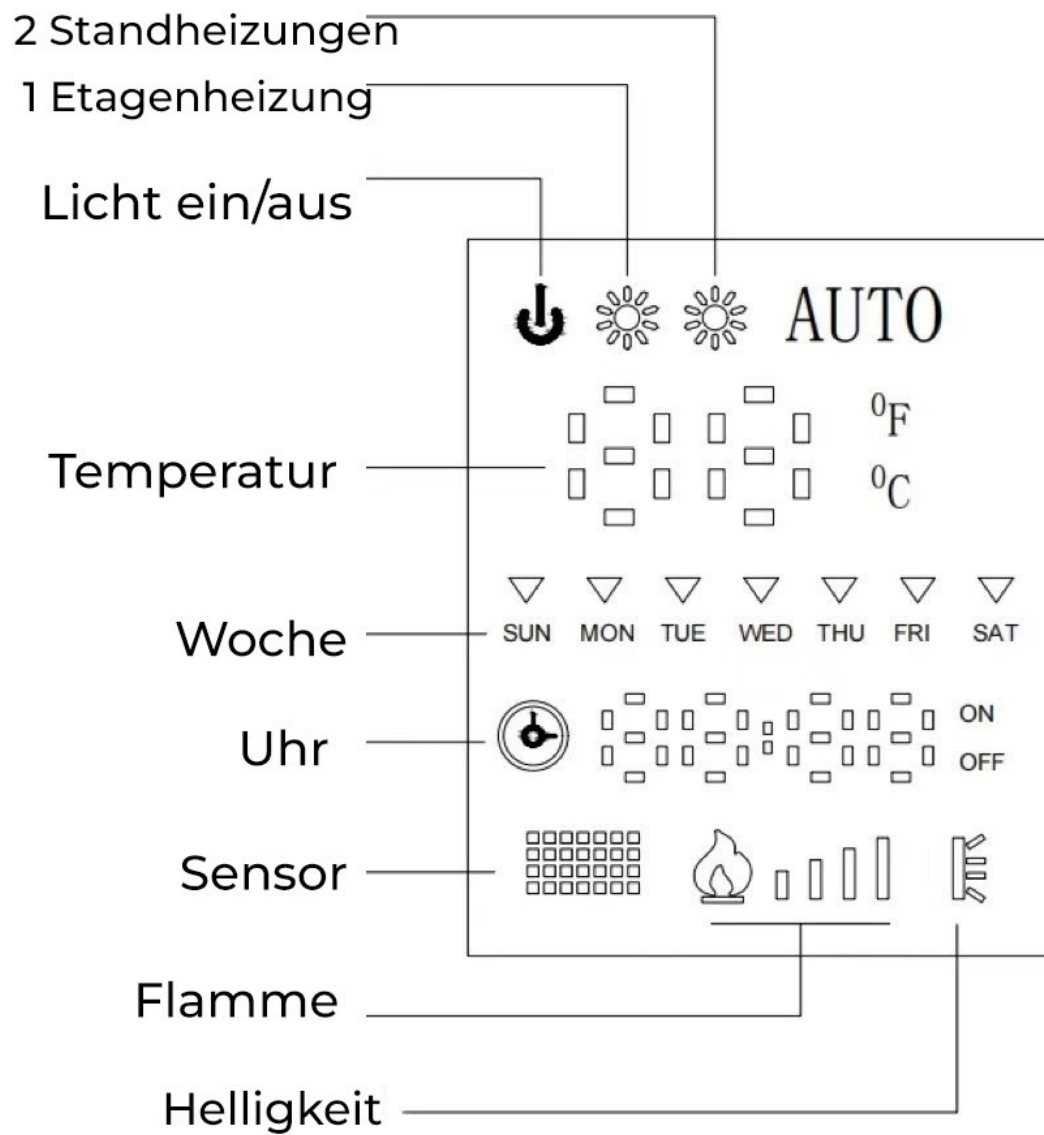 2 Standheizungen
1 Etagenheizung
Licht ein/aus
AUTO
⁰F
Temperatur
⁰C
Woche
SUN MON TUE WED THU FRI SAT
Uhr
ON
OFF
Sensor
Flamme
Helligkeit